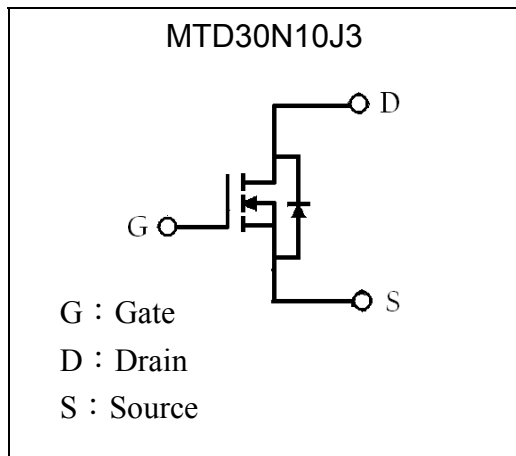 MTD30N10J3
D
G
S
G：Gate
D：Drain
S：Source